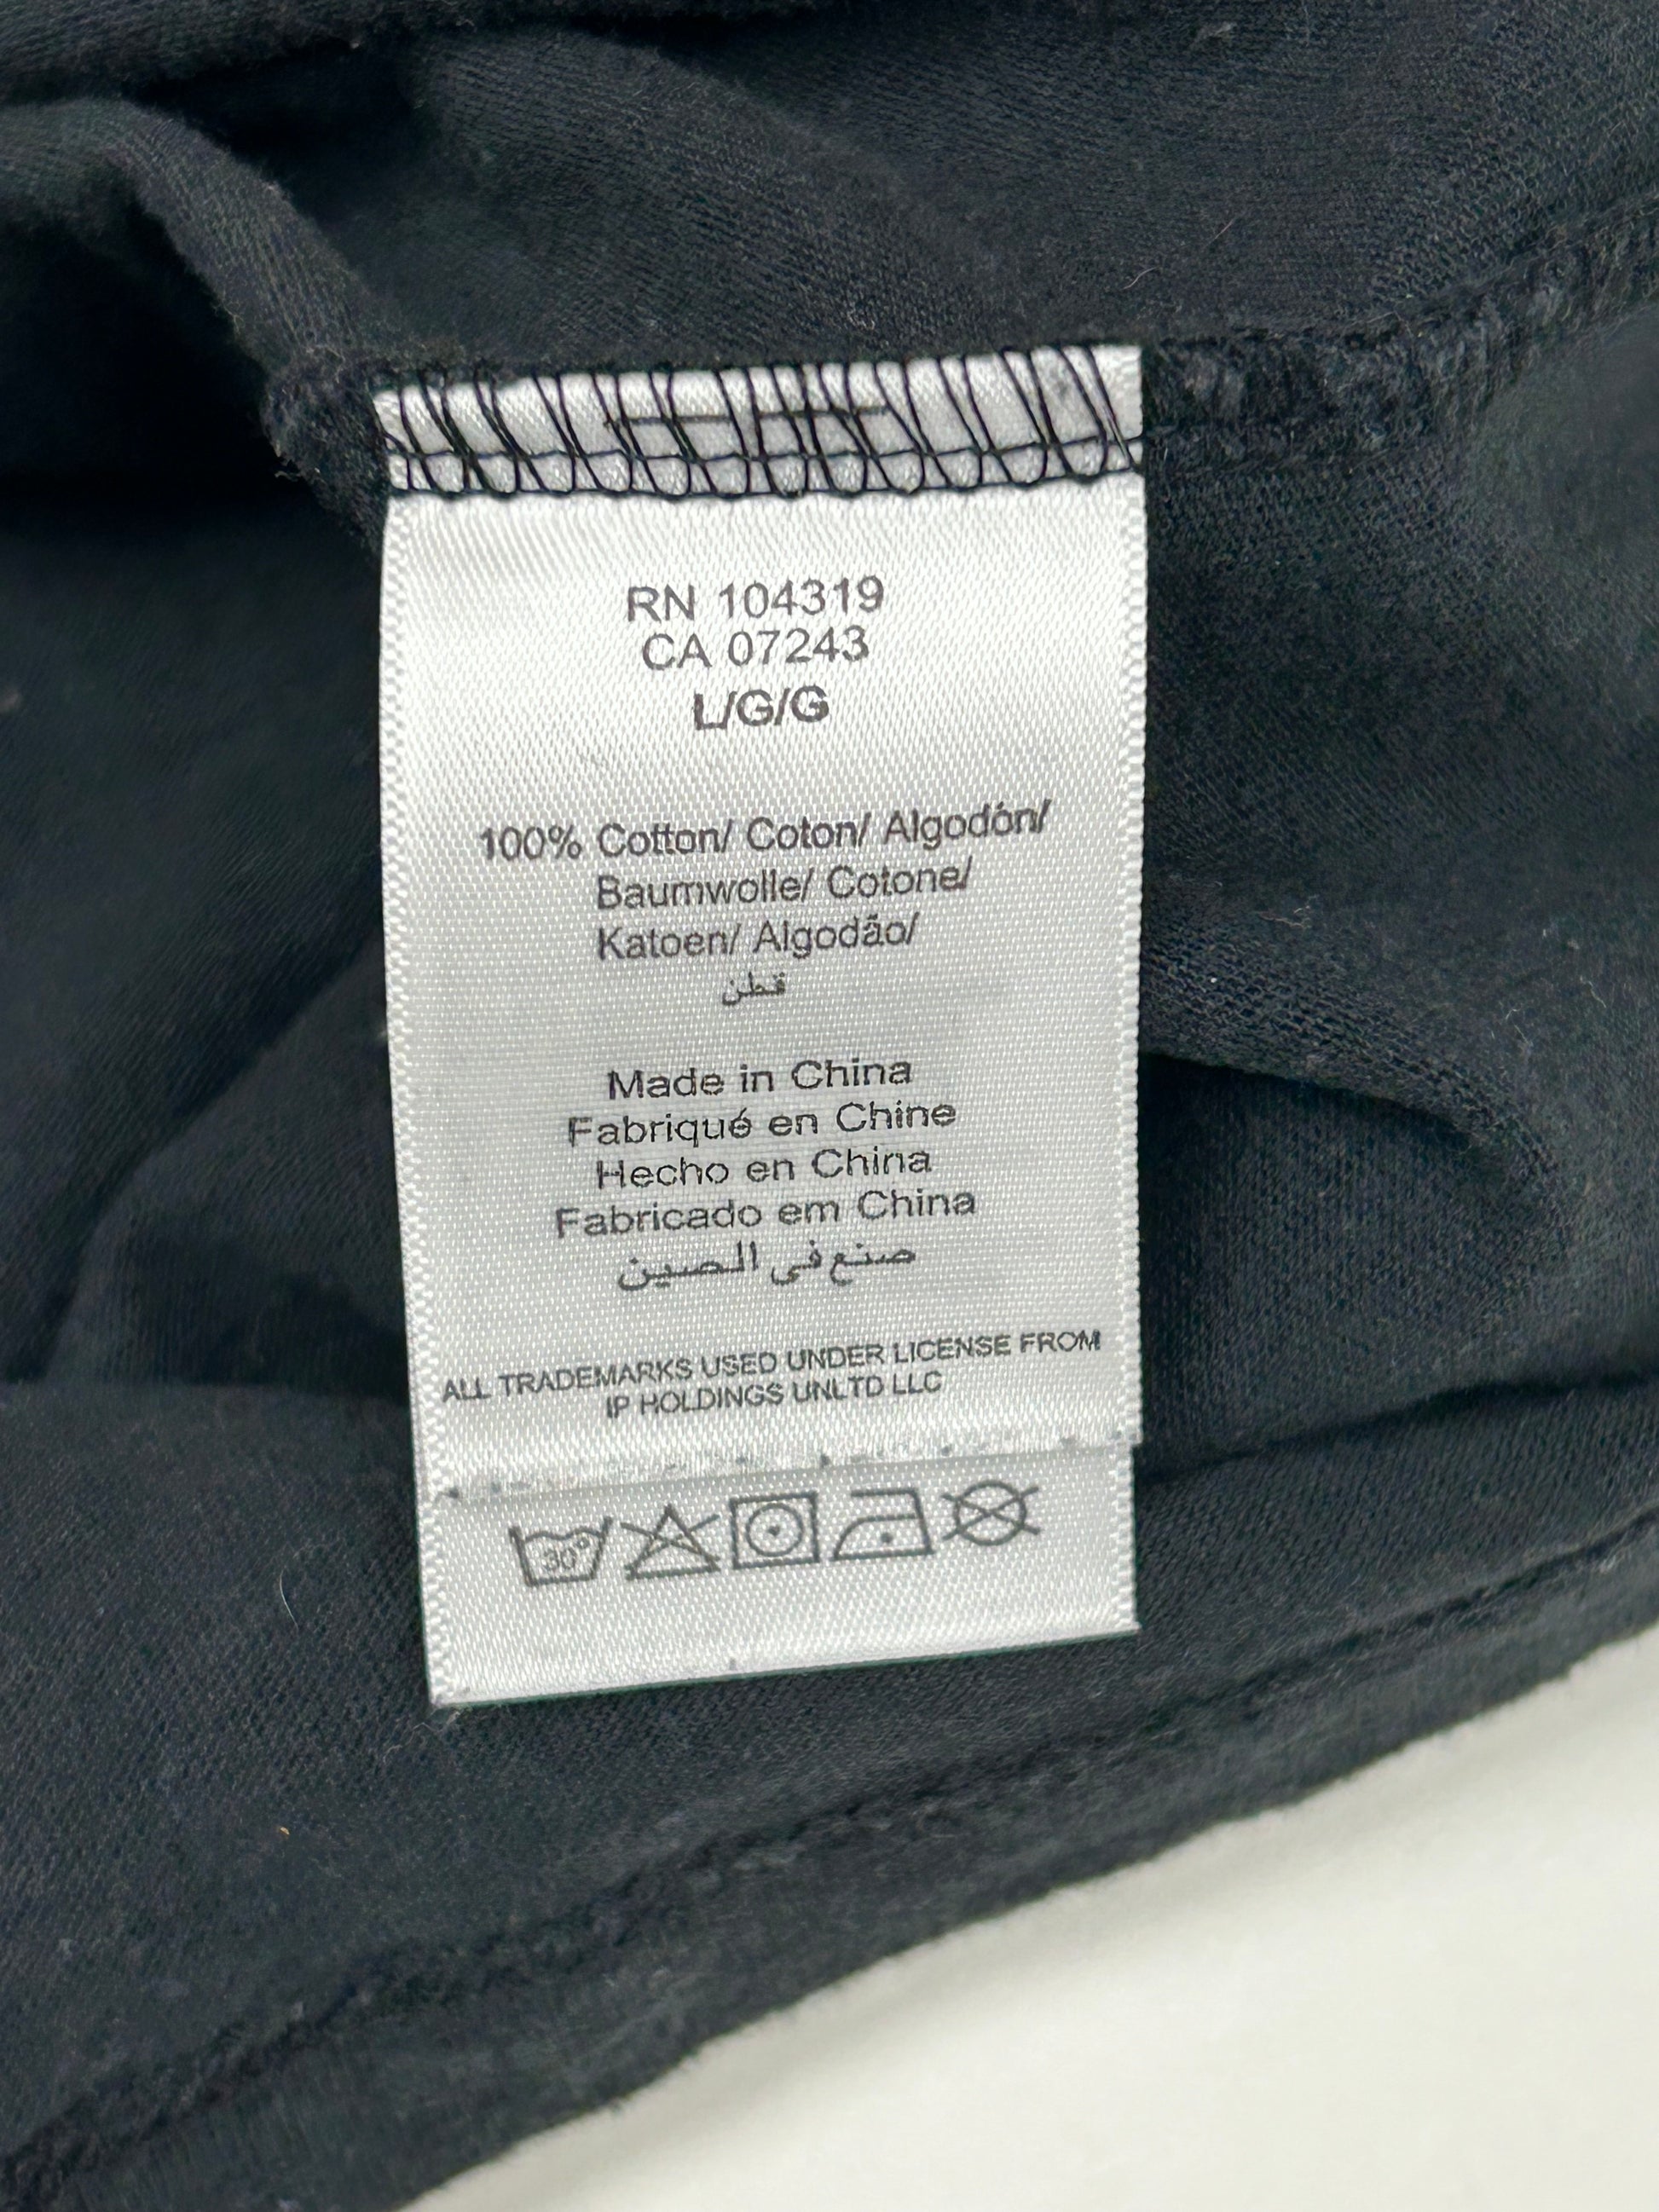 RN 104319
CA 07243
L/G/G
100% Cotton/ Coton/ Algodón/
Baumwolle/ Cotone/
Katoen/ Algodão/
قطن
Made in China
Fabriqué en Chine
Hecho en China
Fabricado em China
صنع في الصين
ALL TRADEMARKS USED UNDER LICENSE FROM
IP HOLDINGS UNLTD LLC
30°